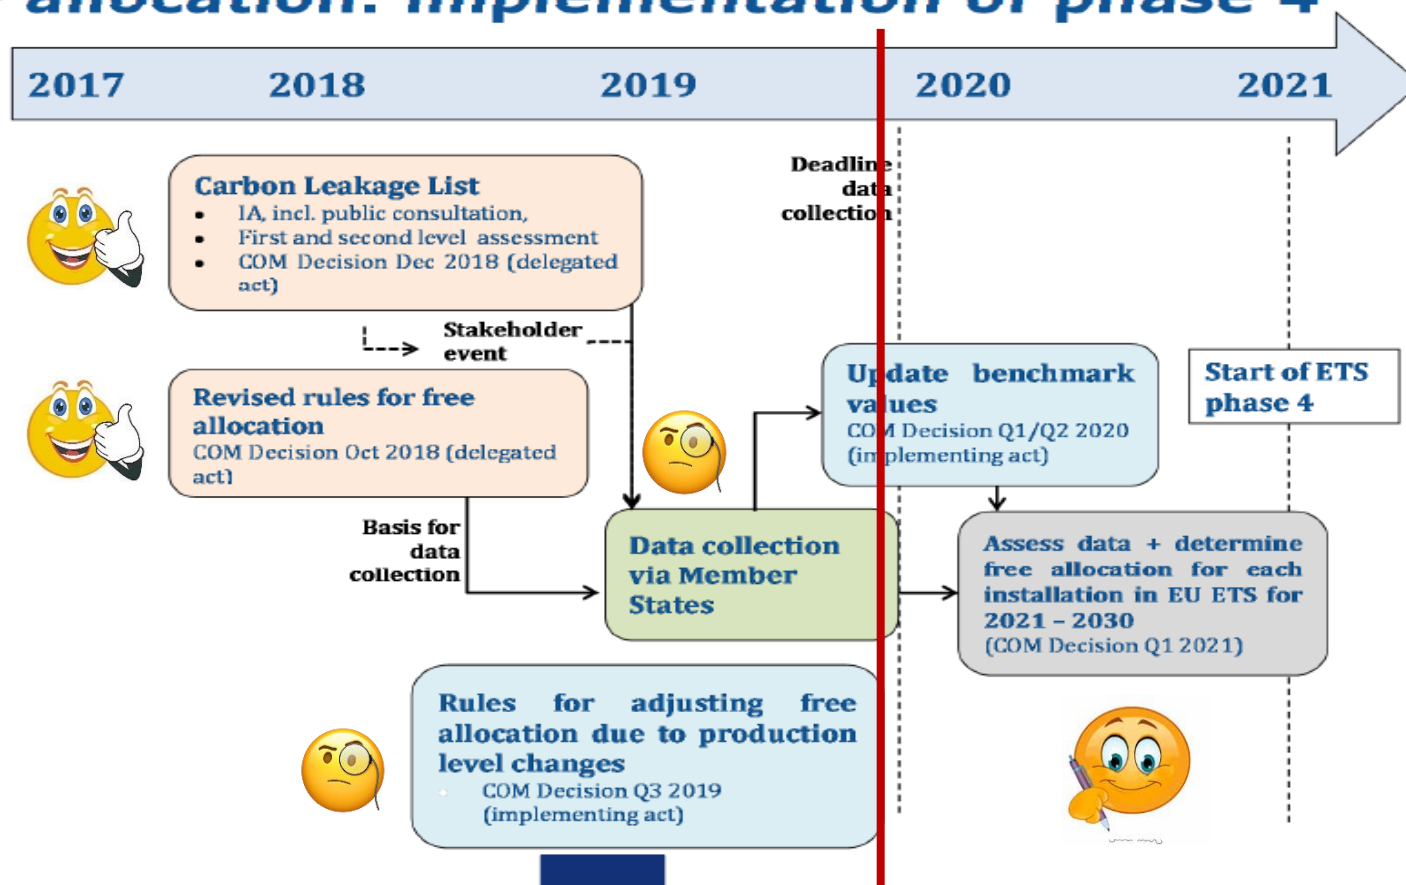 allocation: implementation of phase 4
2017 2018 2019 2020 2021
Deadline
data
collection
Carbon Leakage List
• IA, incl. public consultation,
• First and second level assessment
• COM Decision Dec 2018 (delegated
act)
Stakeholder
event
Revised rules for free
allocation
COM Decision Oct 2018 (delegated
act)
Update benchmark
values
COM Decision Q1/Q2 2020
(implementing act)
Start of ETS
phase 4
Basis for
data
collection
Data collection
via Member
States
Assess data + determine
free allocation for each
installation in EU ETS for
2021 – 2030
(COM Decision Q1 2021)
Rules for adjusting free
allocation due to production
level changes
COM Decision Q3 2019
(implementing act)